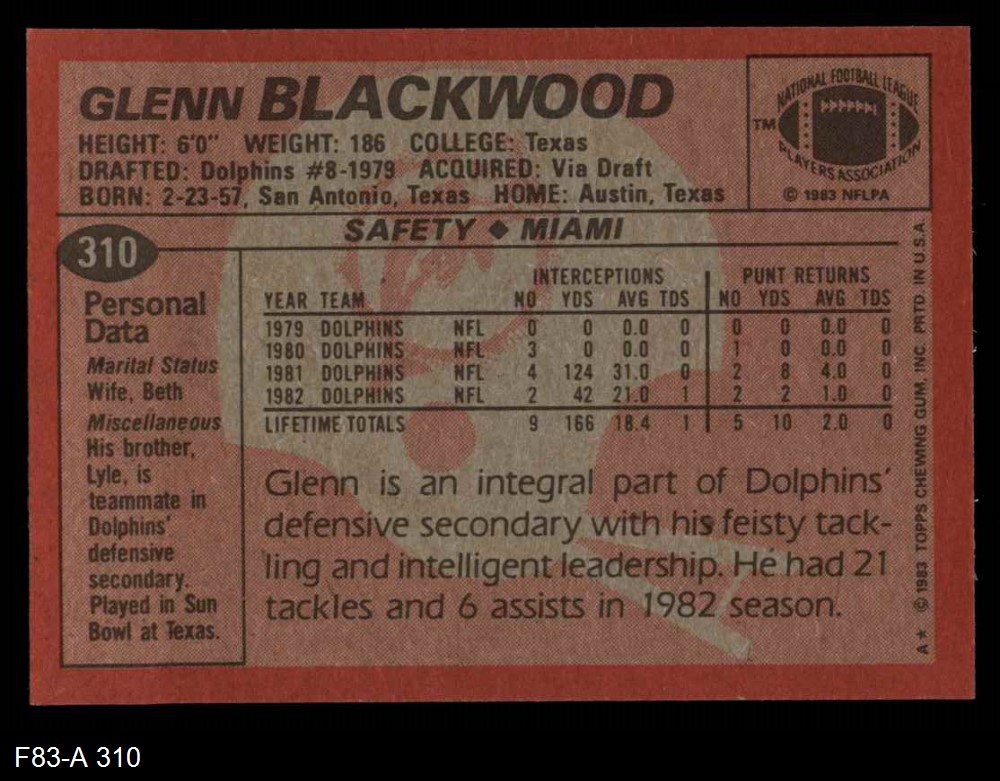 GLENN BLACKWOOD
HEIGHT: 6'0" WEIGHT: 186 COLLEGE: Texas
DRAFTED: Dolphins #8-1979 ACQUIRED: Via Draft
BORN: 2-23-57, San Antonio, Texas HOME: Austin, Texas
NATIONAL FOOTBALL LEAGUE
TM
PLAYERS ASSOCIATION
© 1983 NFLPA
SAFETY ◆ MIAMI
310
Personal
Data
Marital Status
Wife, Beth
Miscellaneous
His brother,
Lyle, is
teammate in
Dolphins'
defensive
secondary.
Played in Sun
Bowl at Texas.
INTERCEPTIONS PUNT RETURNS
YEAR TEAM NO YDS AVG TDS NO YDS AVG TDS
1979 DOLPHINS NFL 0 0 0.0 0 0 0 0.0 0
1980 DOLPHINS NFL 3 0 0.0 0 1 0 0.0 0
1981 DOLPHINS NFL 4 124 31.0 0 2 8 4.0 0
1982 DOLPHINS NFL 2 42 21.0 1 2 2 1.0 0
LIFETIME TOTALS 9 166 18.4 1 5 10 2.0 0
Glenn is an integral part of Dolphins'
defensive secondary with his feisty tack-
ling and intelligent leadership. He had 21
tackles and 6 assists in 1982 season.
A★ © 1983 TOPPS CHEWING GUM, INC. PRTD. IN U.S.A.
F83-A 310